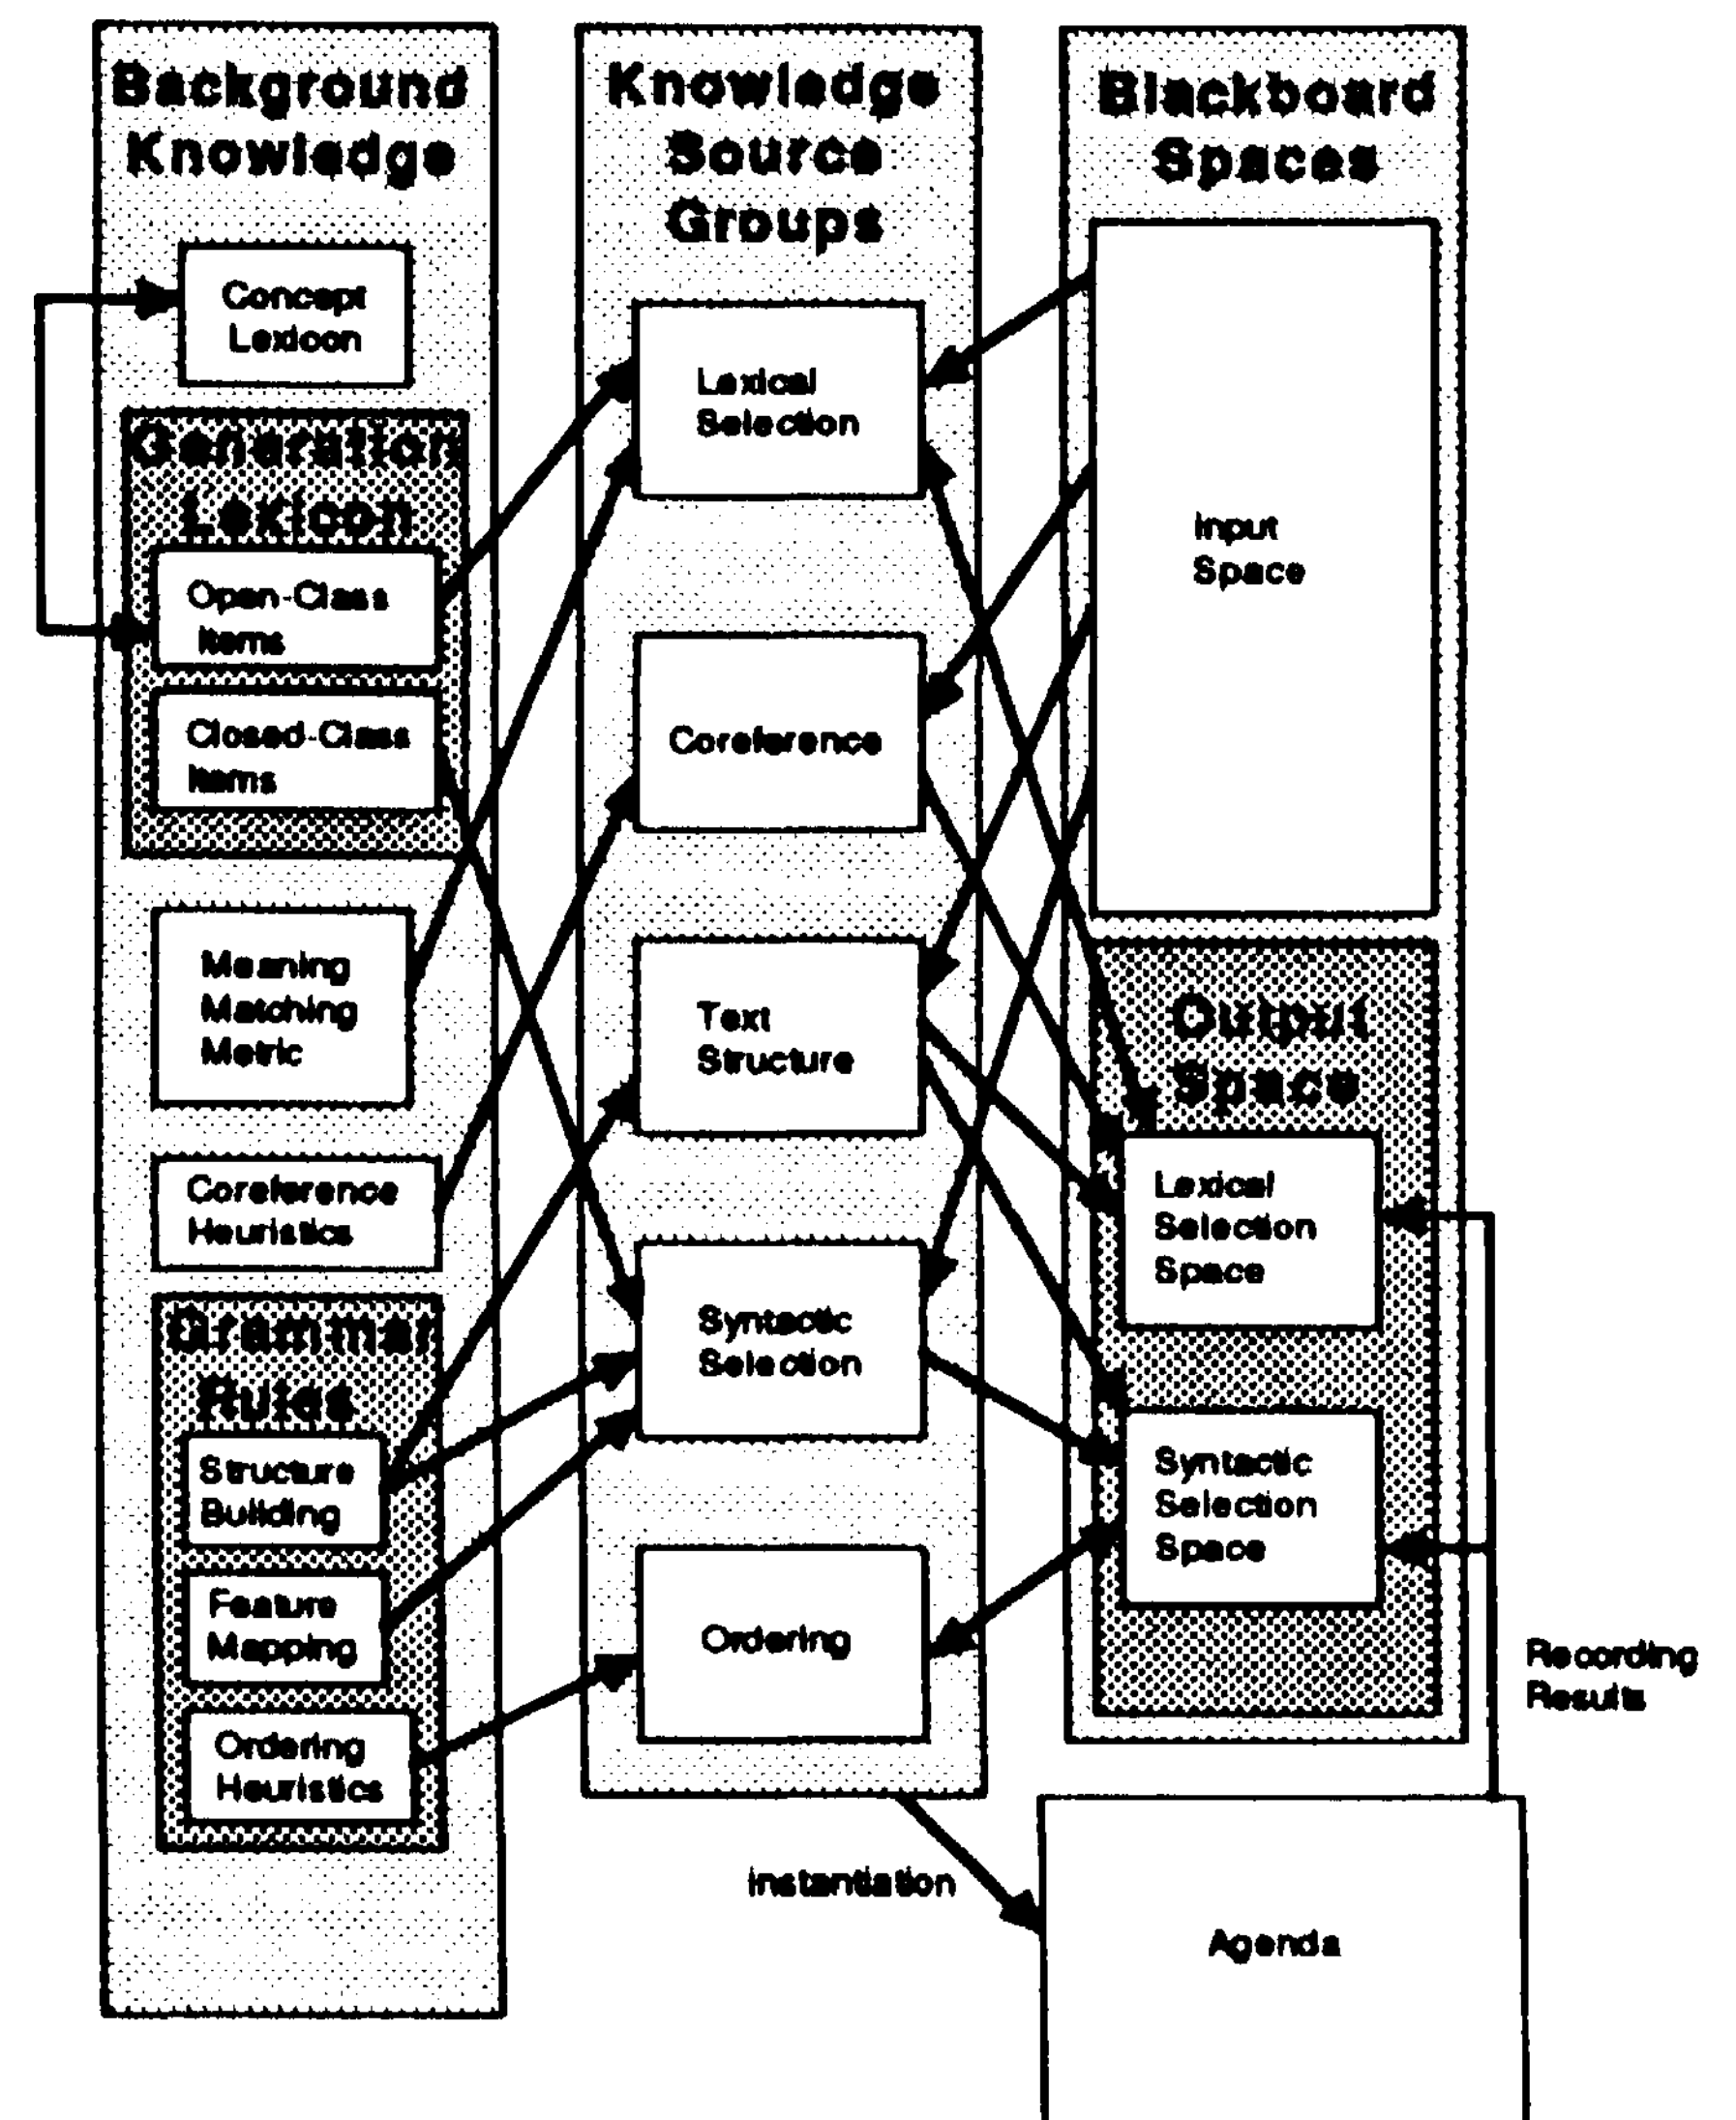 Background
Knowledge
Concept
Lexicon
Generation
Lexicon
Open-Class
Items
Closed-Class
Items
Meaning
Matching
Metric
Coreference
Heuristics
Grammar
Rules
Structure
Building
Feature
Mapping
Ordering
Heuristics
Knowledge
Source
Groups
Lexical
Selection
Coreference
Text
Structure
Syntactic
Selection
Ordering
Instantiation
Blackboard
Spaces
Input
Space
Output
Space
Lexical
Selection
Space
Syntactic
Selection
Space
Recording
Results
Agenda